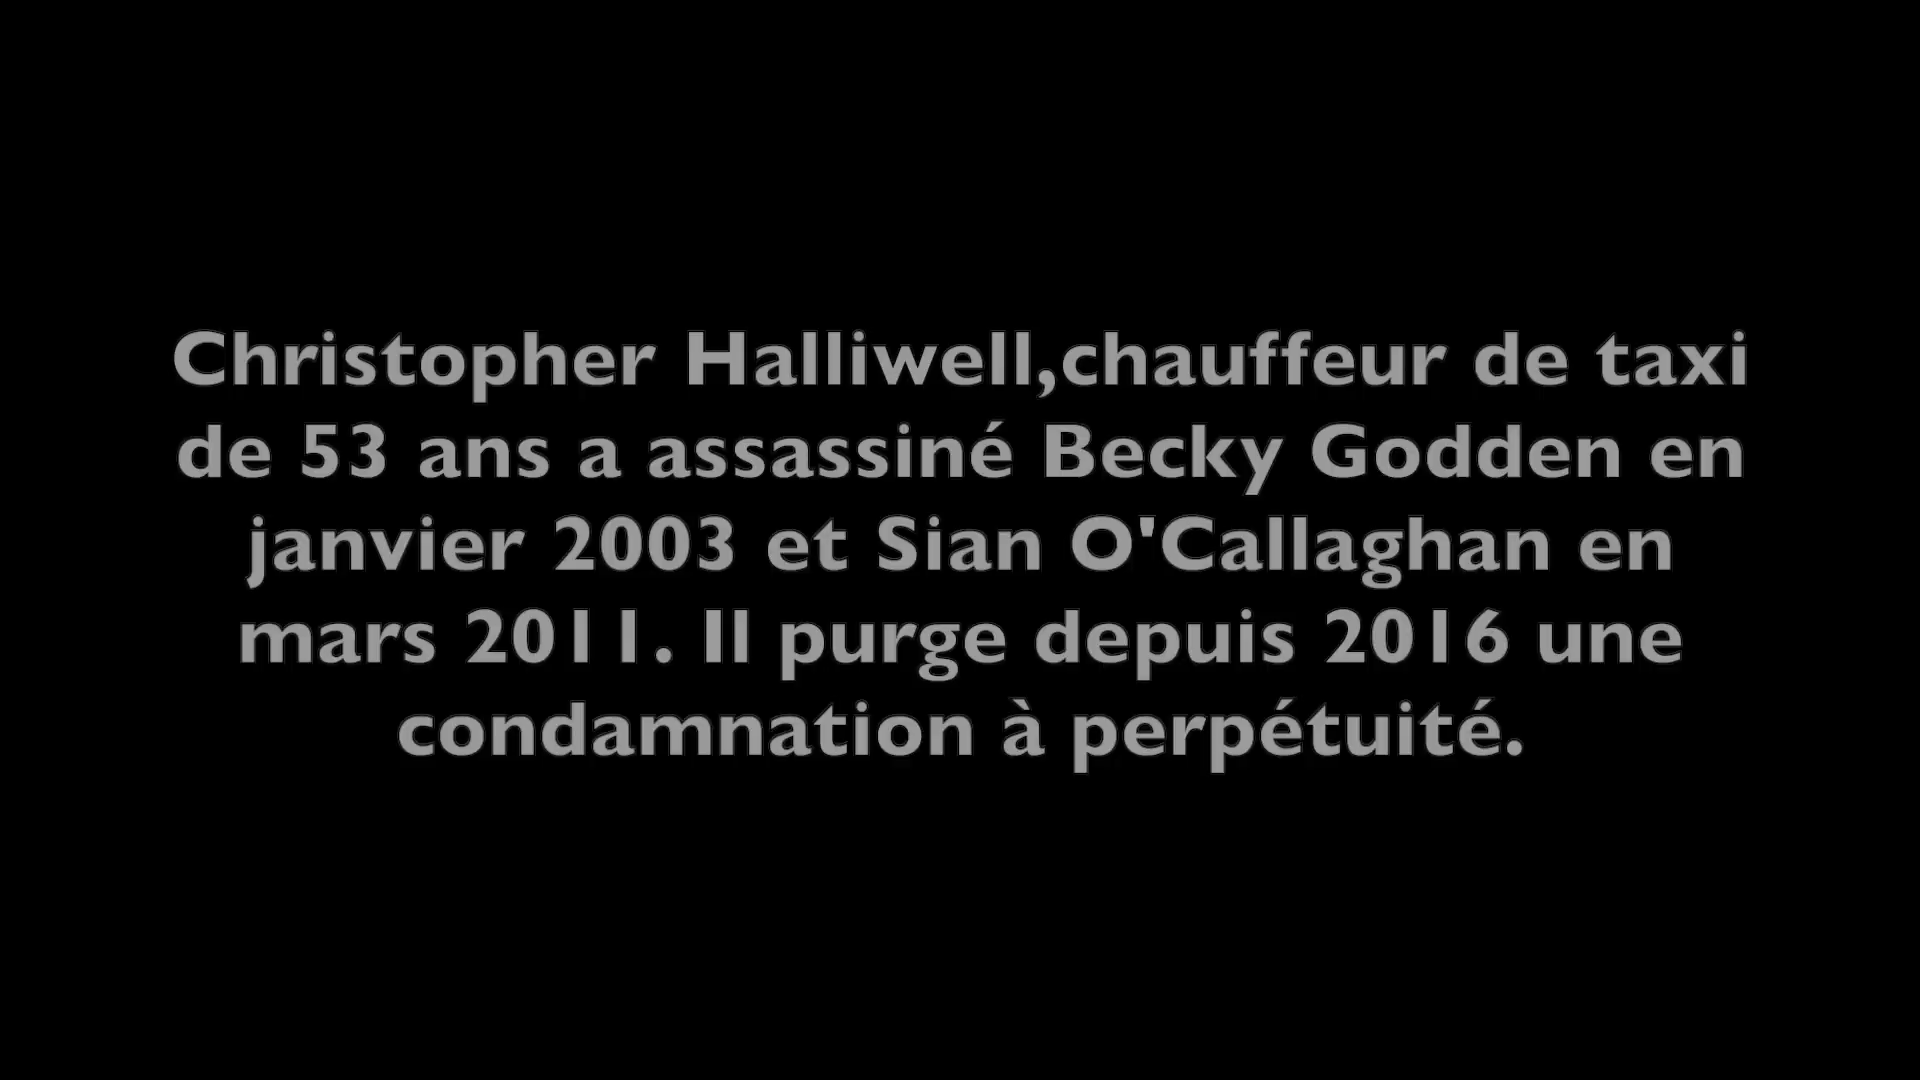 Christopher Halliwell,chauffeur de taxi
de 53 ans a assassiné Becky Godden en
janvier 2003 et Sian O'Callaghan en
mars 2011. Il purge depuis 2016 une
condamnation à perpétuité.